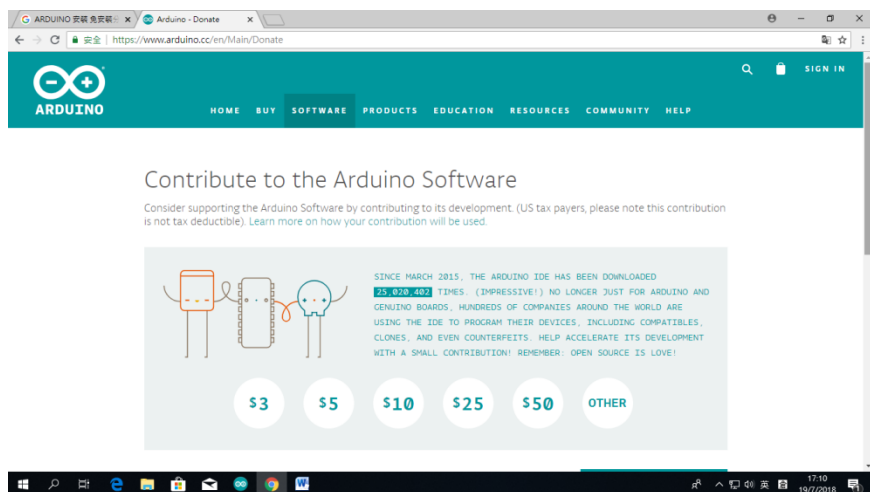 ARDUINO 安裝 免安裝
Arduino - Donate
安全 | https://www.arduino.cc/en/Main/Donate
SIGN IN
ARDUINO
HOME BUY SOFTWARE PRODUCTS EDUCATION RESOURCES COMMUNITY HELP
Contribute to the Arduino Software
Consider supporting the Arduino Software by contributing to its development. (US tax payers, please note this contribution
is not tax deductible). Learn more on how your contribution will be used.
SINCE MARCH 2015, THE ARDUINO IDE HAS BEEN DOWNLOADED
25,020,402 TIMES. (IMPRESSIVE!) NO LONGER JUST FOR ARDUINO AND
GENUINO BOARDS, HUNDREDS OF COMPANIES AROUND THE WORLD ARE
USING THE IDE TO PROGRAM THEIR DEVICES, INCLUDING COMPATIBLES,
CLONES, AND EVEN COUNTERFEITS. HELP ACCELERATE ITS DEVELOPMENT
WITH A SMALL CONTRIBUTION! REMEMBER: OPEN SOURCE IS LOVE!
$3 $5 $10 $25 $50 OTHER
英
17:10
19/7/2018